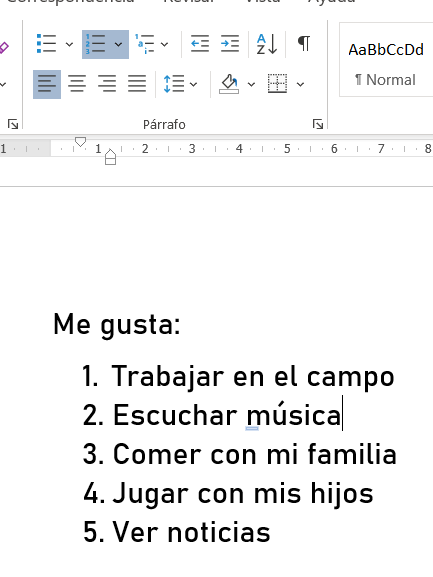 Correspondencia Revisar Vista Ayuda
AaBbCcDd
¶ Normal
Párrafo
1 1 2 3 4 5 6 7 8
Me gusta:
1. Trabajar en el campo
2. Escuchar música
3. Comer con mi familia
4. Jugar con mis hijos
5. Ver noticias